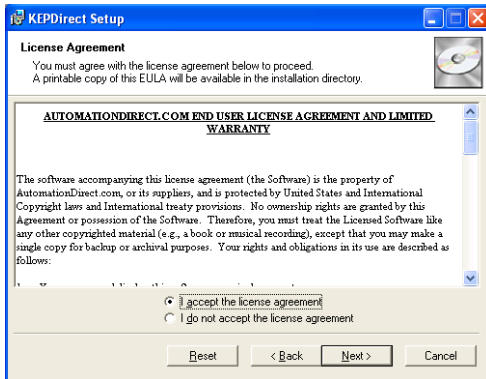 KEPDirect Setup
License Agreement
You must agree with the license agreement below to proceed.
A printable copy of this EULA will be available in the installation directory.
AUTOMATIONDIRECT.COM END USER LICENSE AGREEMENT AND LIMITED
WARRANTY
The software accompanying this license agreement (the Software) is the property of
AutomationDirect.com, or its suppliers, and is protected by United States and International
Copyright laws and International treaty provisions. No ownership rights are granted by this
Agreement or possession of the Software. Therefore, you must treat the Licensed Software like
any other copyrighted material (e.g., a book or musical recording), except that you may make a
single copy for backup or archival purposes. Your rights and obligations in its use are described as
follows:
I accept the license agreement
I do not accept the license agreement
Reset
< Back
Next >
Cancel